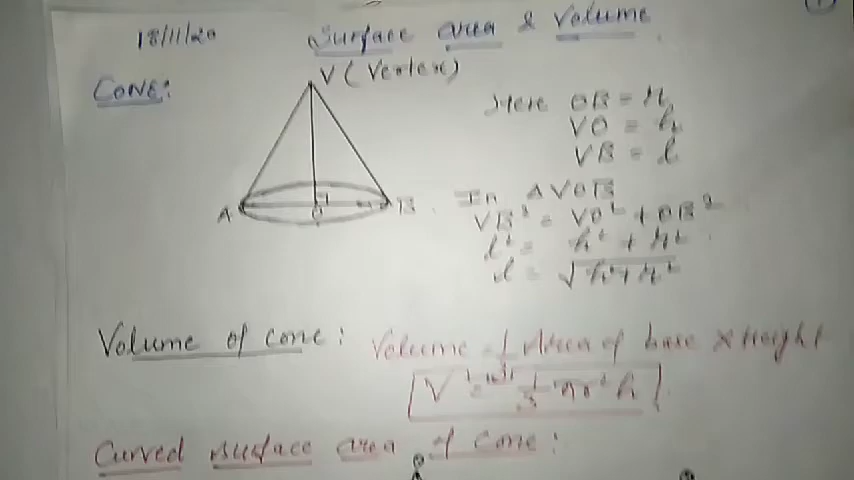 18/11/20 Surface area & Volume
CONE:
V (Vertex)
A O B
Here OB = r
VO = h
VB = l
In Δ VOB
VB² = VO² + OB²
l² = h² + r²
l = √h²+r²
Volume of cone: Volume = 1/3 Area of base × Height
V = 1/3 πr² h
Curved surface area of cone: